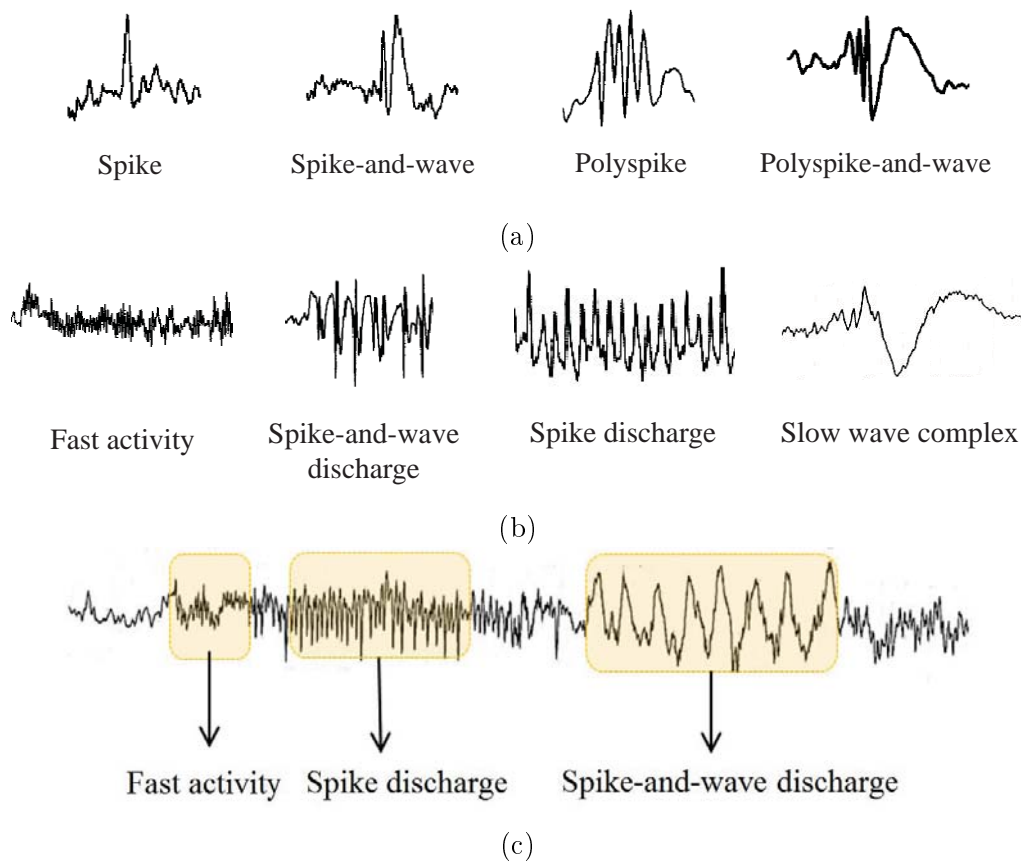 Spike Spike-and-wave Polyspike Polyspike-and-wave
(a)
Fast activity Spike-and-wave discharge Spike discharge Slow wave complex
(b)
Fast activity Spike discharge Spike-and-wave discharge
(c)